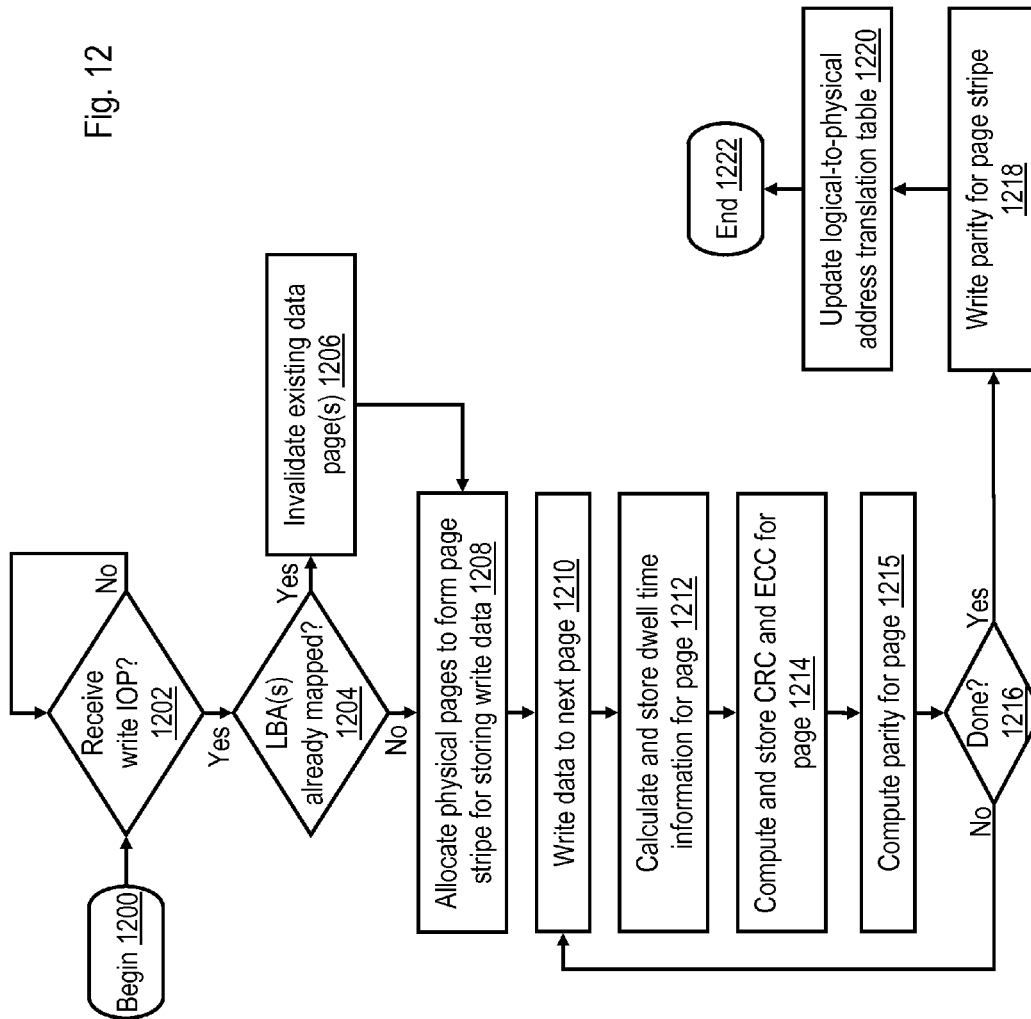 Fig. 12
Begin 1200
Receive
write IOP?
1202
No
Yes
LBA(s)
already mapped?
1204
Yes
No
Invalidate existing data
page(s) 1206
Allocate physical pages to form page
stripe for storing write data 1208
Write data to next page 1210
Calculate and store dwell time
information for page 1212
Compute and store CRC and ECC for
page 1214
Compute parity for page 1215
Done?
1216
No
Yes
Write parity for page stripe
1218
Update logical-to-physical
address translation table 1220
End 1222